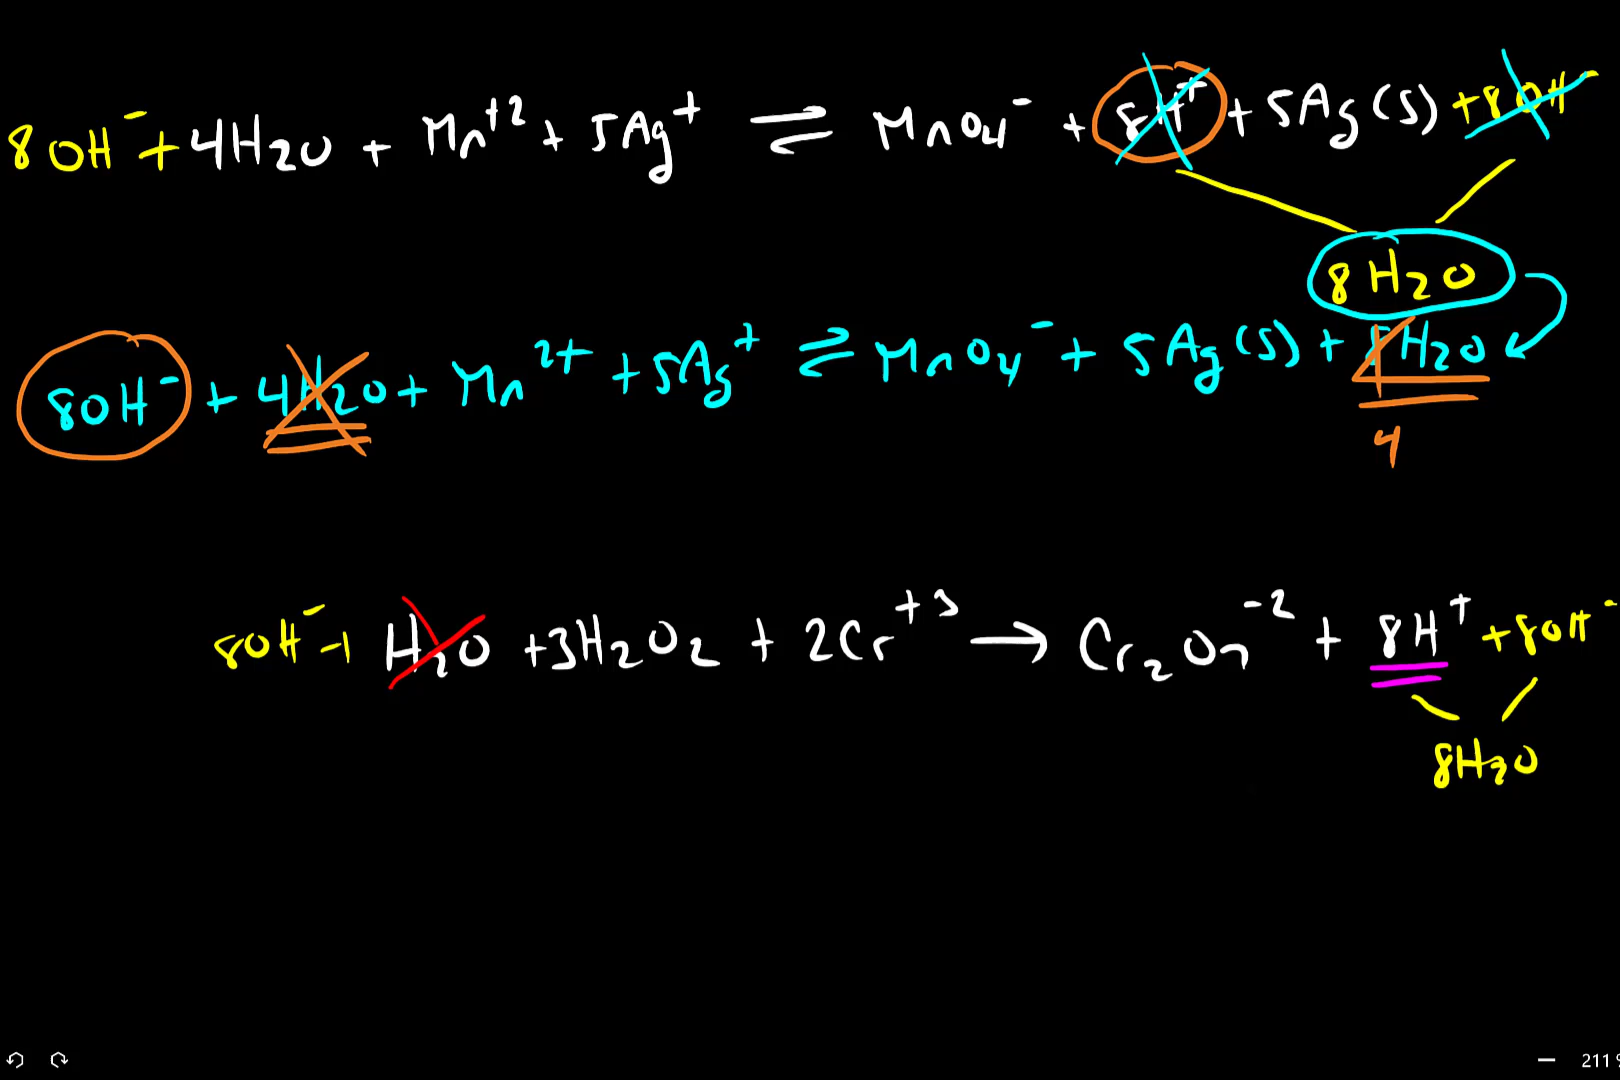 8OH⁻ + 4H₂O + Mn⁺² + 5Ag⁺ ⇌ MnO₄⁻ + 8H⁺ + 5Ag(s) + 8OH⁻
8H₂O
8OH⁻ + 4H₂O + Mn²⁺ + 5Ag⁺ ⇌ MnO₄⁻ + 5Ag(s) + 8H₂O
4
8OH⁻ + H₂O + 3H₂O₂ + 2Cr⁺³ → Cr₂O₇⁻² + 8H⁺ + 8OH⁻
8H₂O
211%